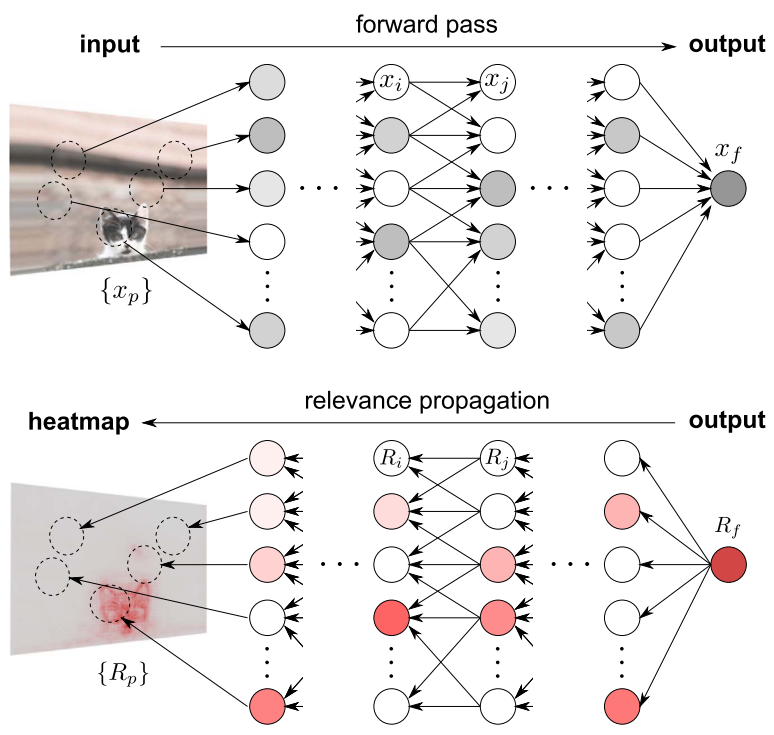 forward pass
input
output
x_i
x_j
x_f
{x_p}
relevance propagation
heatmap
output
R_i
R_j
R_f
{R_p}